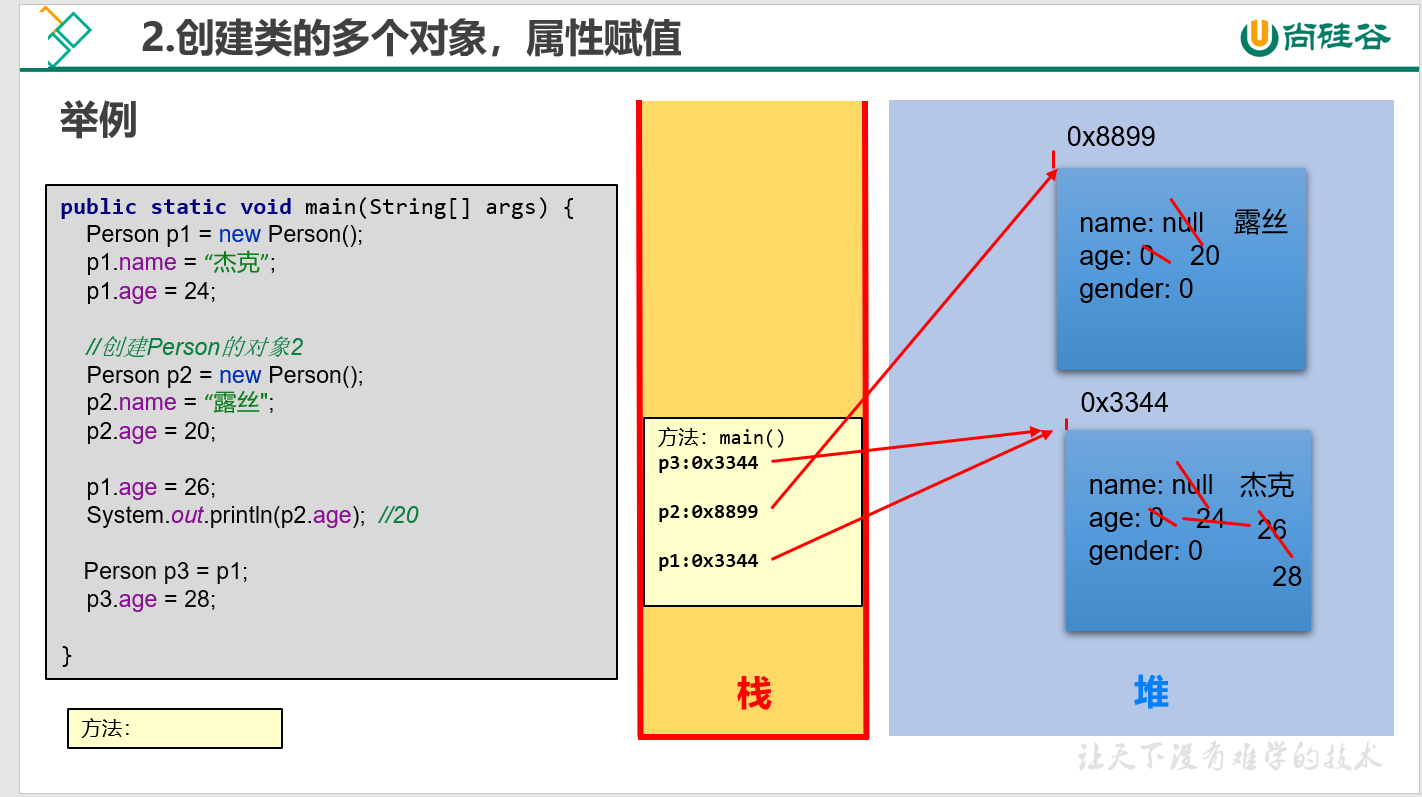 2.创建类的多个对象，属性赋值
尚硅谷
举例
public static void main(String[] args) {
Person p1 = new Person();
p1.name = “杰克”;
p1.age = 24;
//创建Person的对象2
Person p2 = new Person();
p2.name = “露丝";
p2.age = 20;
p1.age = 26;
System.out.println(p2.age);  //20
Person p3 = p1;
p3.age = 28;
}
方法：
方法：main()
p3:0x3344
p2:0x8899
p1:0x3344
栈
0x8899
name: null 露丝
age: 0 20
gender: 0
0x3344
name: null 杰克
age: 0 24 26
gender: 0
28
堆
让天下没有难学的技术